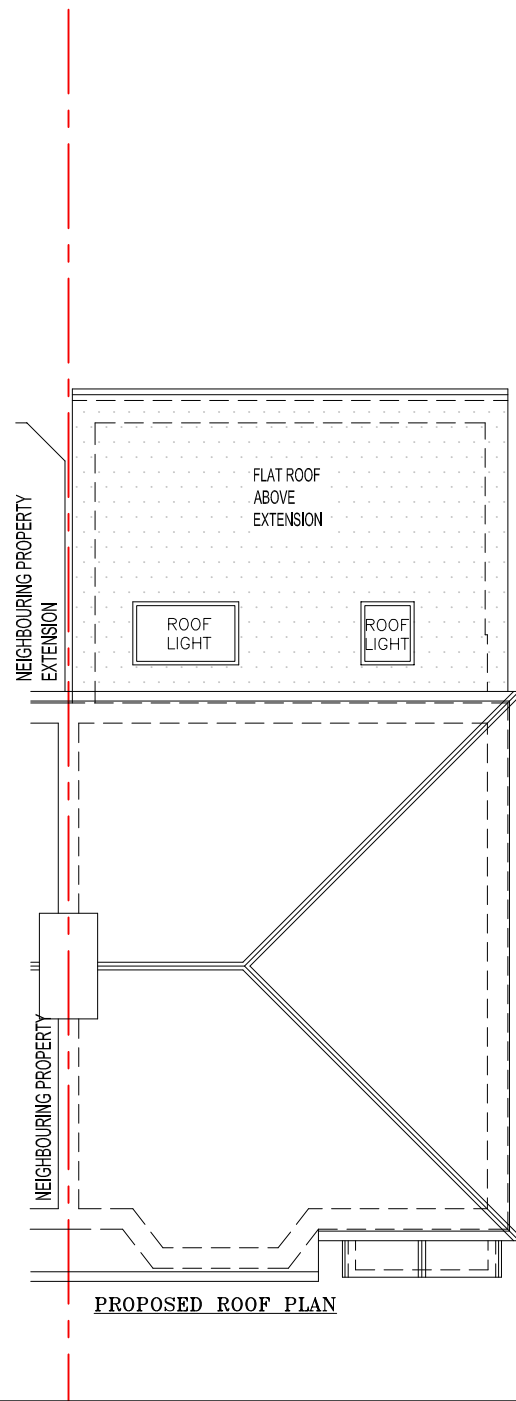 FLAT ROOF
ABOVE
EXTENSION
NEIGHBOURING PROPERTY
EXTENSION
ROOF
LIGHT
ROOF
LIGHT
NEIGHBOURING PROPERTY
PROPOSED ROOF PLAN